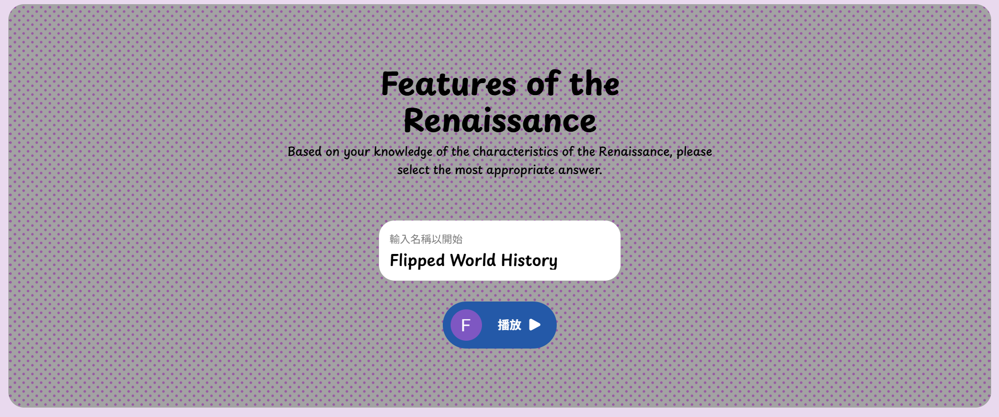 Features of the
Renaissance
Based on your knowledge of the characteristics of the Renaissance, please
select the most appropriate answer.
輸入名稱以開始
Flipped World History
F 播放